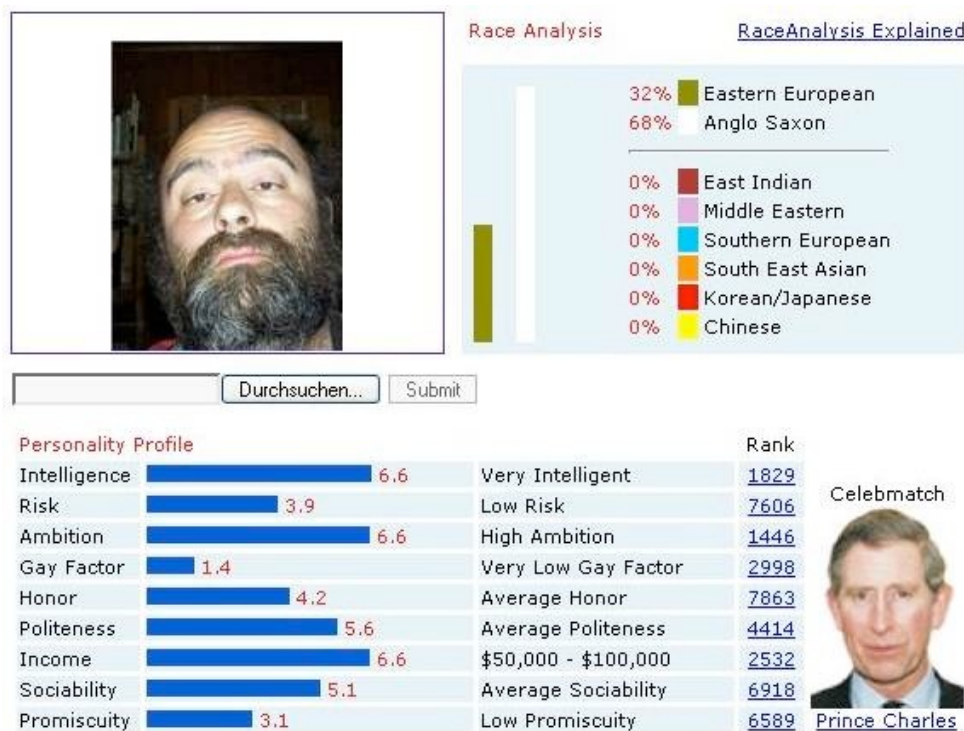 Race Analysis RaceAnalysis Explained
32% Eastern European
68% Anglo Saxon
0% East Indian
0% Middle Eastern
0% Southern European
0% South East Asian
0% Korean/Japanese
0% Chinese
Durchsuchen... Submit
Personality Profile Rank
Intelligence 6.6 Very Intelligent 1829
Risk 3.9 Low Risk 7606
Ambition 6.6 High Ambition 1446
Gay Factor 1.4 Very Low Gay Factor 2998
Honor 4.2 Average Honor 7863
Politeness 5.6 Average Politeness 4414
Income 6.6 $50,000 - $100,000 2532
Sociability 5.1 Average Sociability 6918
Promiscuity 3.1 Low Promiscuity 6589
Celebmatch
Prince Charles